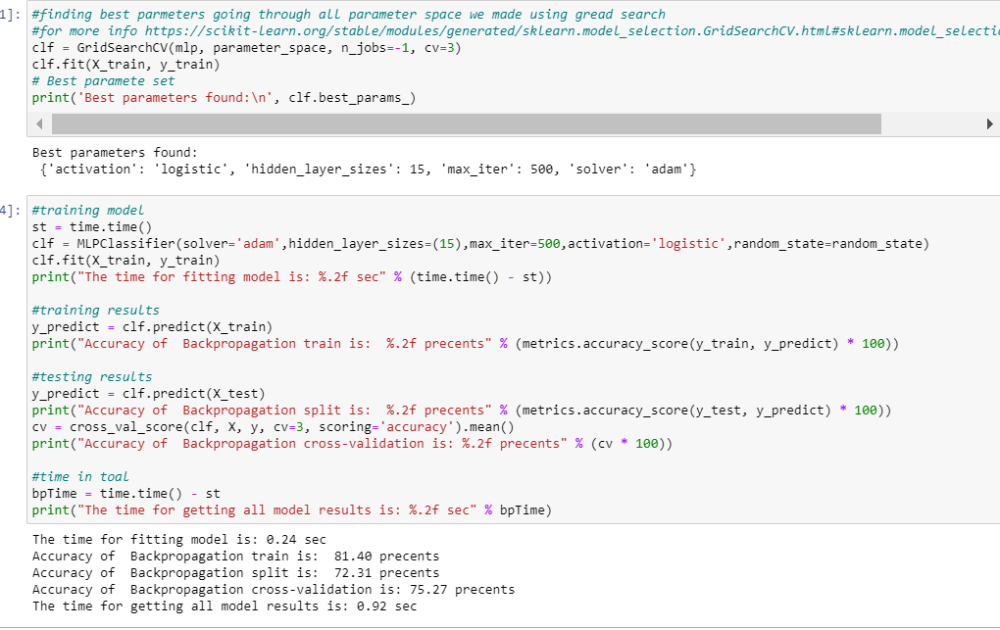 1]:
#finding best parmeters going through all parameter space we made using gread search
#for more info https://scikit-learn.org/stable/modules/generated/sklearn.model_selection.GridSearchCV.html#sklearn.model_selectio
clf = GridSearchCV(mlp, parameter_space, n_jobs=-1, cv=3)
clf.fit(X_train, y_train)
# Best paramete set
print('Best parameters found:\n', clf.best_params_)
Best parameters found:
 {'activation': 'logistic', 'hidden_layer_sizes': 15, 'max_iter': 500, 'solver': 'adam'}
4]:
#training model
st = time.time()
clf = MLPClassifier(solver='adam',hidden_layer_sizes=(15),max_iter=500,activation='logistic',random_state=random_state)
clf.fit(X_train, y_train)
print("The time for fitting model is: %.2f sec" % (time.time() - st))
#training results
y_predict = clf.predict(X_train)
print("Accuracy of  Backpropagation train is:  %.2f precents" % (metrics.accuracy_score(y_train, y_predict) * 100))
#testing results
y_predict = clf.predict(X_test)
print("Accuracy of  Backpropagation split is:  %.2f precents" % (metrics.accuracy_score(y_test, y_predict) * 100))
cv = cross_val_score(clf, X, y, cv=3, scoring='accuracy').mean()
print("Accuracy of  Backpropagation cross-validation is: %.2f precents" % (cv * 100))
#time in toal
bpTime = time.time() - st
print("The time for getting all model results is: %.2f sec" % bpTime)
The time for fitting model is: 0.24 sec
Accuracy of  Backpropagation train is:  81.40 precents
Accuracy of  Backpropagation split is:  72.31 precents
Accuracy of  Backpropagation cross-validation is: 75.27 precents
The time for getting all model results is: 0.92 sec